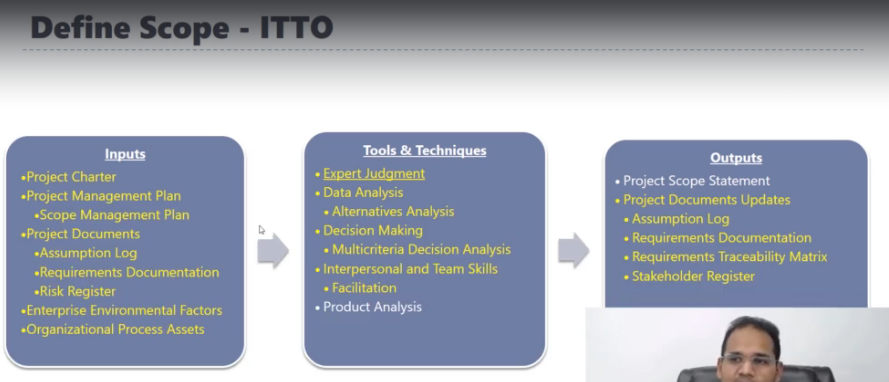 Define Scope - ITTO
Inputs
•Project Charter
•Project Management Plan
•Scope Management Plan
•Project Documents
•Assumption Log
•Requirements Documentation
•Risk Register
•Enterprise Environmental Factors
•Organizational Process Assets
Tools & Techniques
• Expert Judgment
• Data Analysis
• Alternatives Analysis
• Decision Making
• Multicriteria Decision Analysis
• Interpersonal and Team Skills
• Facilitation
• Product Analysis
Outputs
• Project Scope Statement
• Project Documents Updates
• Assumption Log
• Requirements Documentation
• Requirements Traceability Matrix
• Stakeholder Register